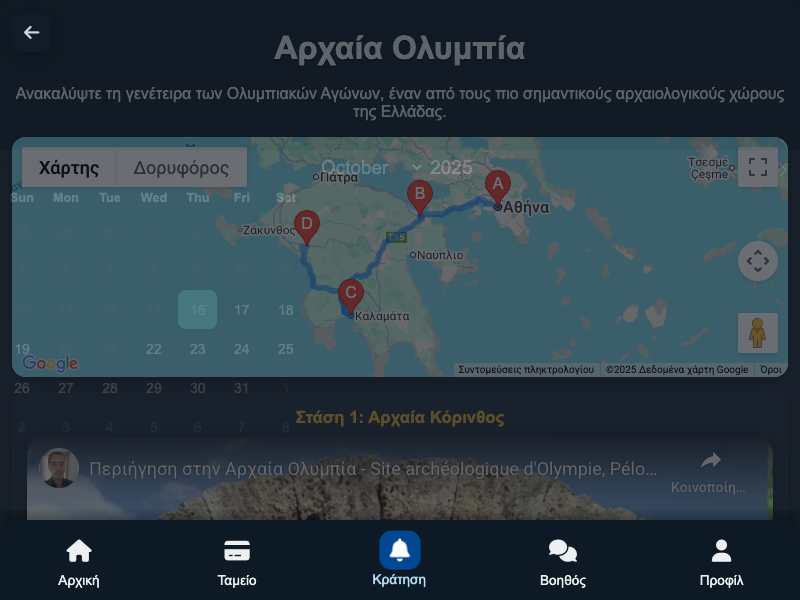 Αρχαία Ολυμπία
Ανακαλύψτε τη γενέτειρα των Ολυμπιακών Αγώνων, έναν από τους πιο σημαντικούς αρχαιολογικούς χώρους
της Ελλάδας.
Χάρτης Δορυφόρος
October 2025
Πάτρα
Τσεσμέ
Çeşme
Sun Mon Tue Wed Thu Fri Sat
A
B
Αθήνα
D
28 29 30 1 2
Ζάκυνθος
E65
Ναύπλιο
5 6 7 8 9 10 11
C
12 13 14 15 16 17 18
Καλαμάτα
19 20 21 22 23 24 25
Google
Συντομεύσεις πληκτρολογίου ©2025 Δεδομένα χάρτη Google Όροι
26 27 28 29 30 31 1
Στάση 1: Αρχαία Κόρινθος
2 3 4 5 6 7 8
Περιήγηση στην Αρχαία Ολυμπία - Site archéologique d'Olympie, Pélo…
Κοινοποίη…
Αρχική Ταμείο Κράτηση Βοηθός Προφίλ